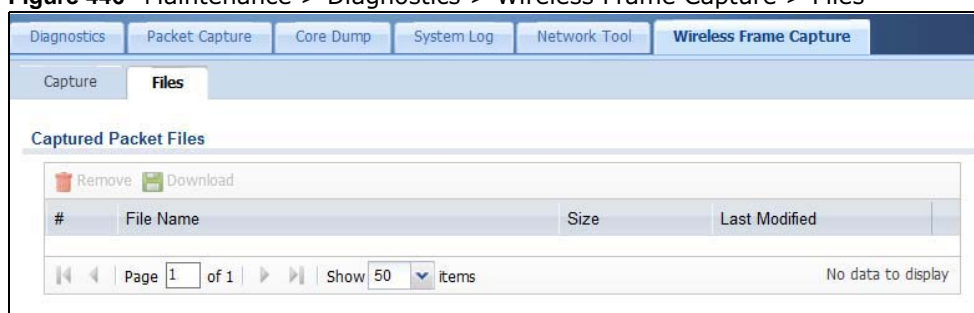 Figure 440 Maintenance > Diagnostics > Wireless Frame Capture > Files
Diagnostics Packet Capture Core Dump System Log Network Tool Wireless Frame Capture
Capture Files
Captured Packet Files
Remove Download
# File Name Size Last Modified
Page 1 of 1 Show 50 items No data to display